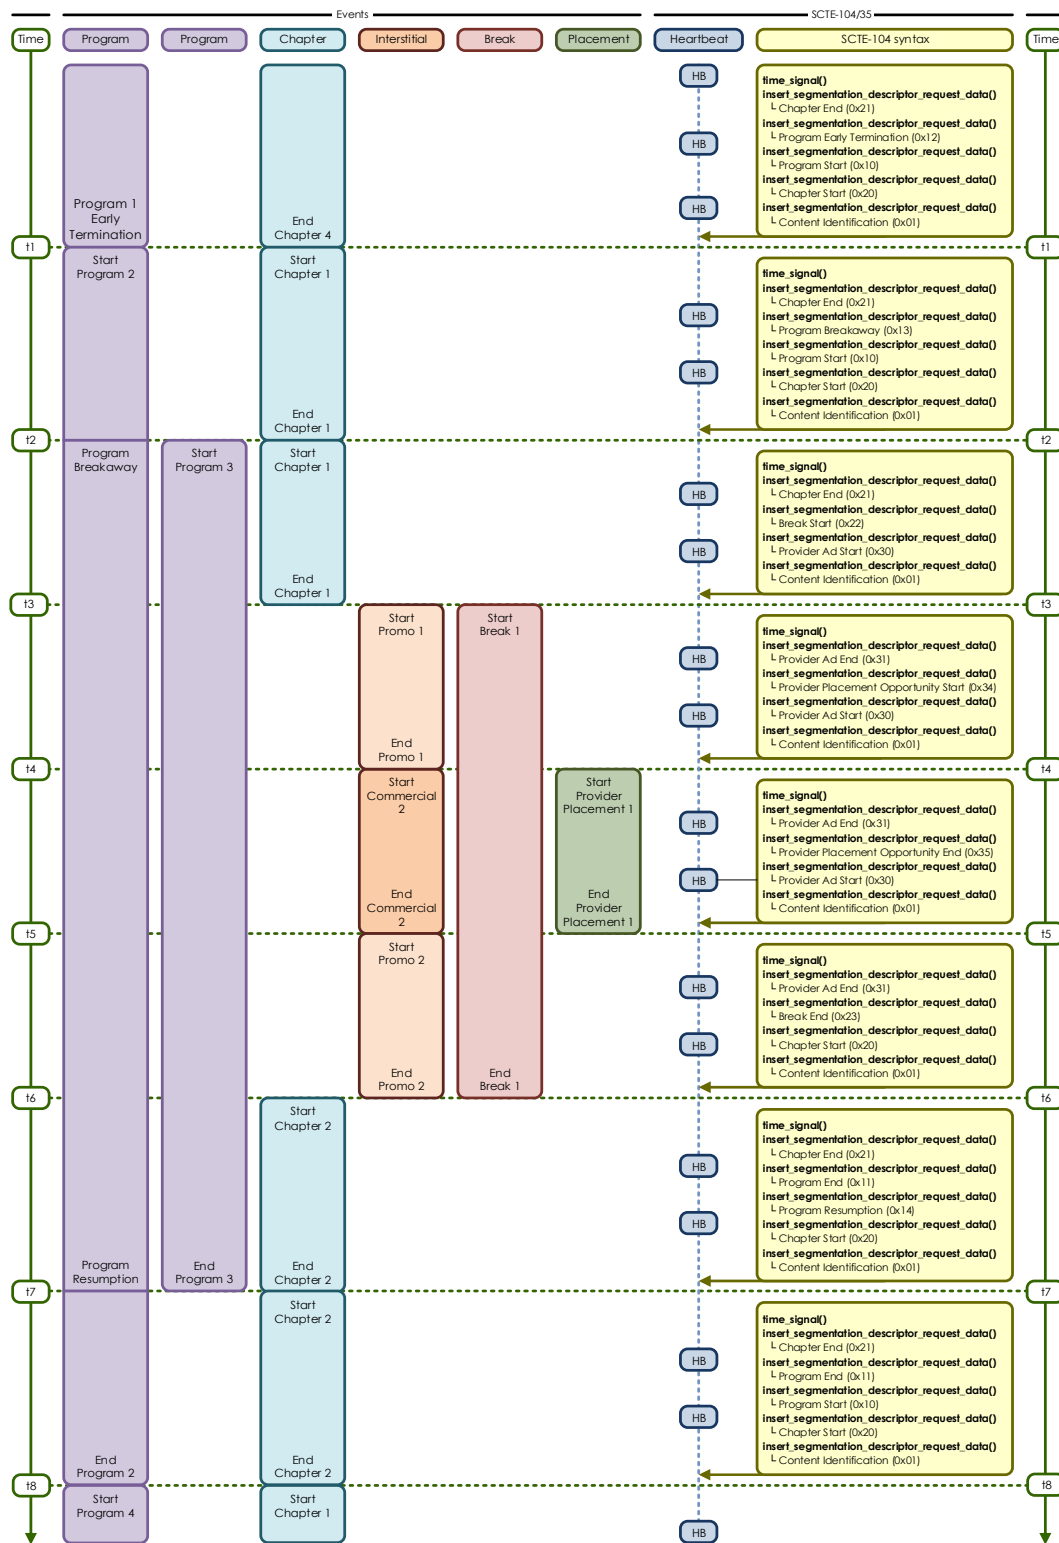 Events
SCTE-104/35
Time
Program
Program
Chapter
Interstitial
Break
Placement
Heartbeat
SCTE-104 syntax
Time
HB
HB
HB
time_signal()
insert_segmentation_descriptor_request_data()
└ Chapter End (0x21)
insert_segmentation_descriptor_request_data()
└ Program Early Termination (0x12)
insert_segmentation_descriptor_request_data()
└ Program Start (0x10)
insert_segmentation_descriptor_request_data()
└ Chapter Start (0x20)
insert_segmentation_descriptor_request_data()
└ Content Identification (0x01)
Program 1
Early
Termination
End
Chapter 4
t1
t1
Start
Program 2
Start
Chapter 1
HB
HB
time_signal()
insert_segmentation_descriptor_request_data()
└ Chapter End (0x21)
insert_segmentation_descriptor_request_data()
└ Program Breakaway (0x13)
insert_segmentation_descriptor_request_data()
└ Program Start (0x10)
insert_segmentation_descriptor_request_data()
└ Chapter Start (0x20)
insert_segmentation_descriptor_request_data()
└ Content Identification (0x01)
End
Chapter 1
t2
t2
Program
Breakaway
Start
Program 3
Start
Chapter 1
HB
HB
time_signal()
insert_segmentation_descriptor_request_data()
└ Chapter End (0x21)
insert_segmentation_descriptor_request_data()
└ Break Start (0x22)
insert_segmentation_descriptor_request_data()
└ Provider Ad Start (0x30)
insert_segmentation_descriptor_request_data()
└ Content Identification (0x01)
End
Chapter 1
t3
t3
Start
Promo 1
Start
Break 1
HB
HB
time_signal()
insert_segmentation_descriptor_request_data()
└ Provider Ad End (0x31)
insert_segmentation_descriptor_request_data()
└ Provider Placement Opportunity Start (0x34)
insert_segmentation_descriptor_request_data()
└ Provider Ad Start (0x30)
insert_segmentation_descriptor_request_data()
└ Content Identification (0x01)
End
Promo 1
t4
t4
Start
Commercial
2
Start
Provider
Placement 1
HB
HB
time_signal()
insert_segmentation_descriptor_request_data()
└ Provider Ad End (0x31)
insert_segmentation_descriptor_request_data()
└ Provider Placement Opportunity End (0x35)
insert_segmentation_descriptor_request_data()
└ Provider Ad Start (0x30)
insert_segmentation_descriptor_request_data()
└ Content Identification (0x01)
End
Commercial
2
End
Provider
Placement 1
t5
t5
Start
Promo 2
HB
HB
time_signal()
insert_segmentation_descriptor_request_data()
└ Provider Ad End (0x31)
insert_segmentation_descriptor_request_data()
└ Break End (0x23)
insert_segmentation_descriptor_request_data()
└ Chapter Start (0x20)
insert_segmentation_descriptor_request_data()
└ Content Identification (0x01)
End
Promo 2
End
Break 1
t6
t6
Start
Chapter 2
HB
HB
time_signal()
insert_segmentation_descriptor_request_data()
└ Chapter End (0x21)
insert_segmentation_descriptor_request_data()
└ Program End (0x11)
insert_segmentation_descriptor_request_data()
└ Program Resumption (0x14)
insert_segmentation_descriptor_request_data()
└ Chapter Start (0x20)
insert_segmentation_descriptor_request_data()
└ Content Identification (0x01)
Program
Resumption
End
Program 3
End
Chapter 2
t7
t7
Start
Chapter 2
HB
HB
time_signal()
insert_segmentation_descriptor_request_data()
└ Chapter End (0x21)
insert_segmentation_descriptor_request_data()
└ Program End (0x11)
insert_segmentation_descriptor_request_data()
└ Program Start (0x10)
insert_segmentation_descriptor_request_data()
└ Chapter Start (0x20)
insert_segmentation_descriptor_request_data()
└ Content Identification (0x01)
End
Program 2
End
Chapter 2
t8
t8
Start
Program 4
Start
Chapter 1
HB